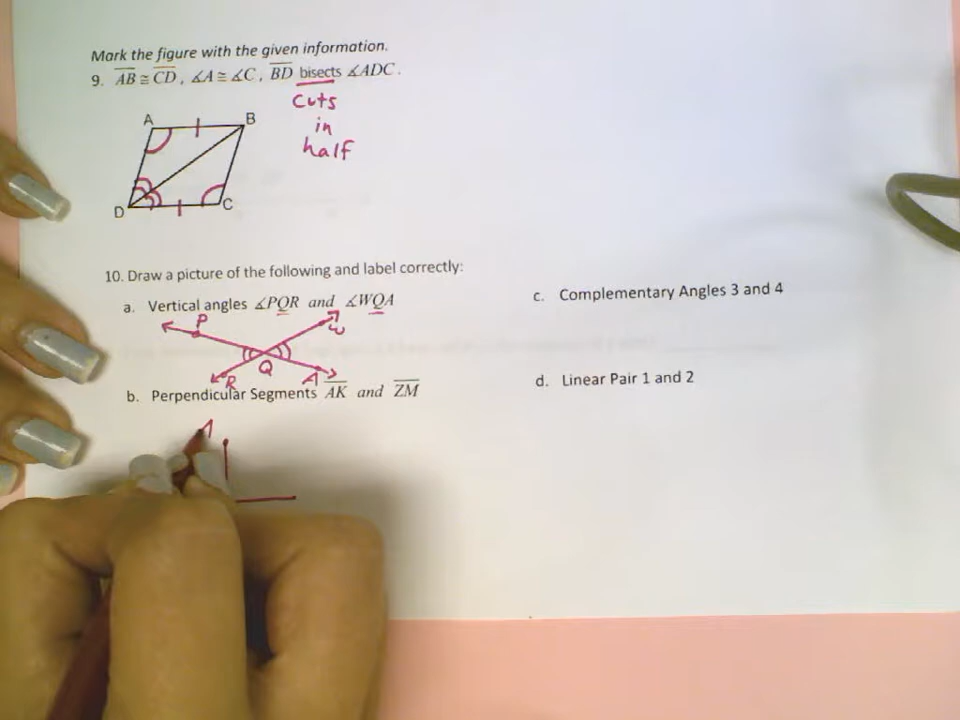 Mark the figure with the given information.
9. AB ≅ CD, ∡A ≅ ∡C, BD bisects ∡ADC.
Cuts
in
half
A B
D C
10. Draw a picture of the following and label correctly:
a. Vertical angles ∡PQR and ∡WQA
P W
Q
R A
b. Perpendicular Segments AK and ZM
A
c. Complementary Angles 3 and 4
d. Linear Pair 1 and 2